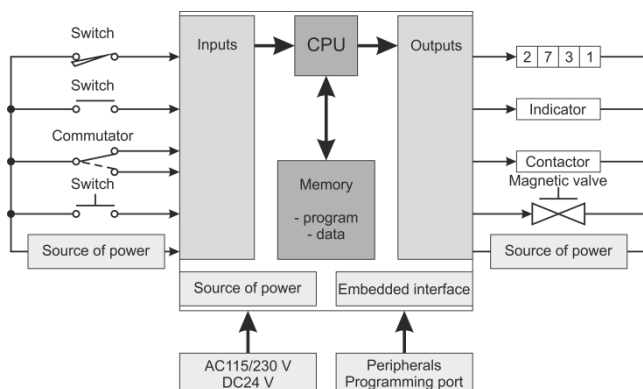 Switch
Inputs
CPU
Outputs
2 7 3 1
Switch
Indicator
Commutator
Contactor
Memory
- program
- data
Switch
Magnetic valve
Source of power
Source of power
Source of power
Embedded interface
AC115/230 V
DC24 V
Peripherals
Programming port